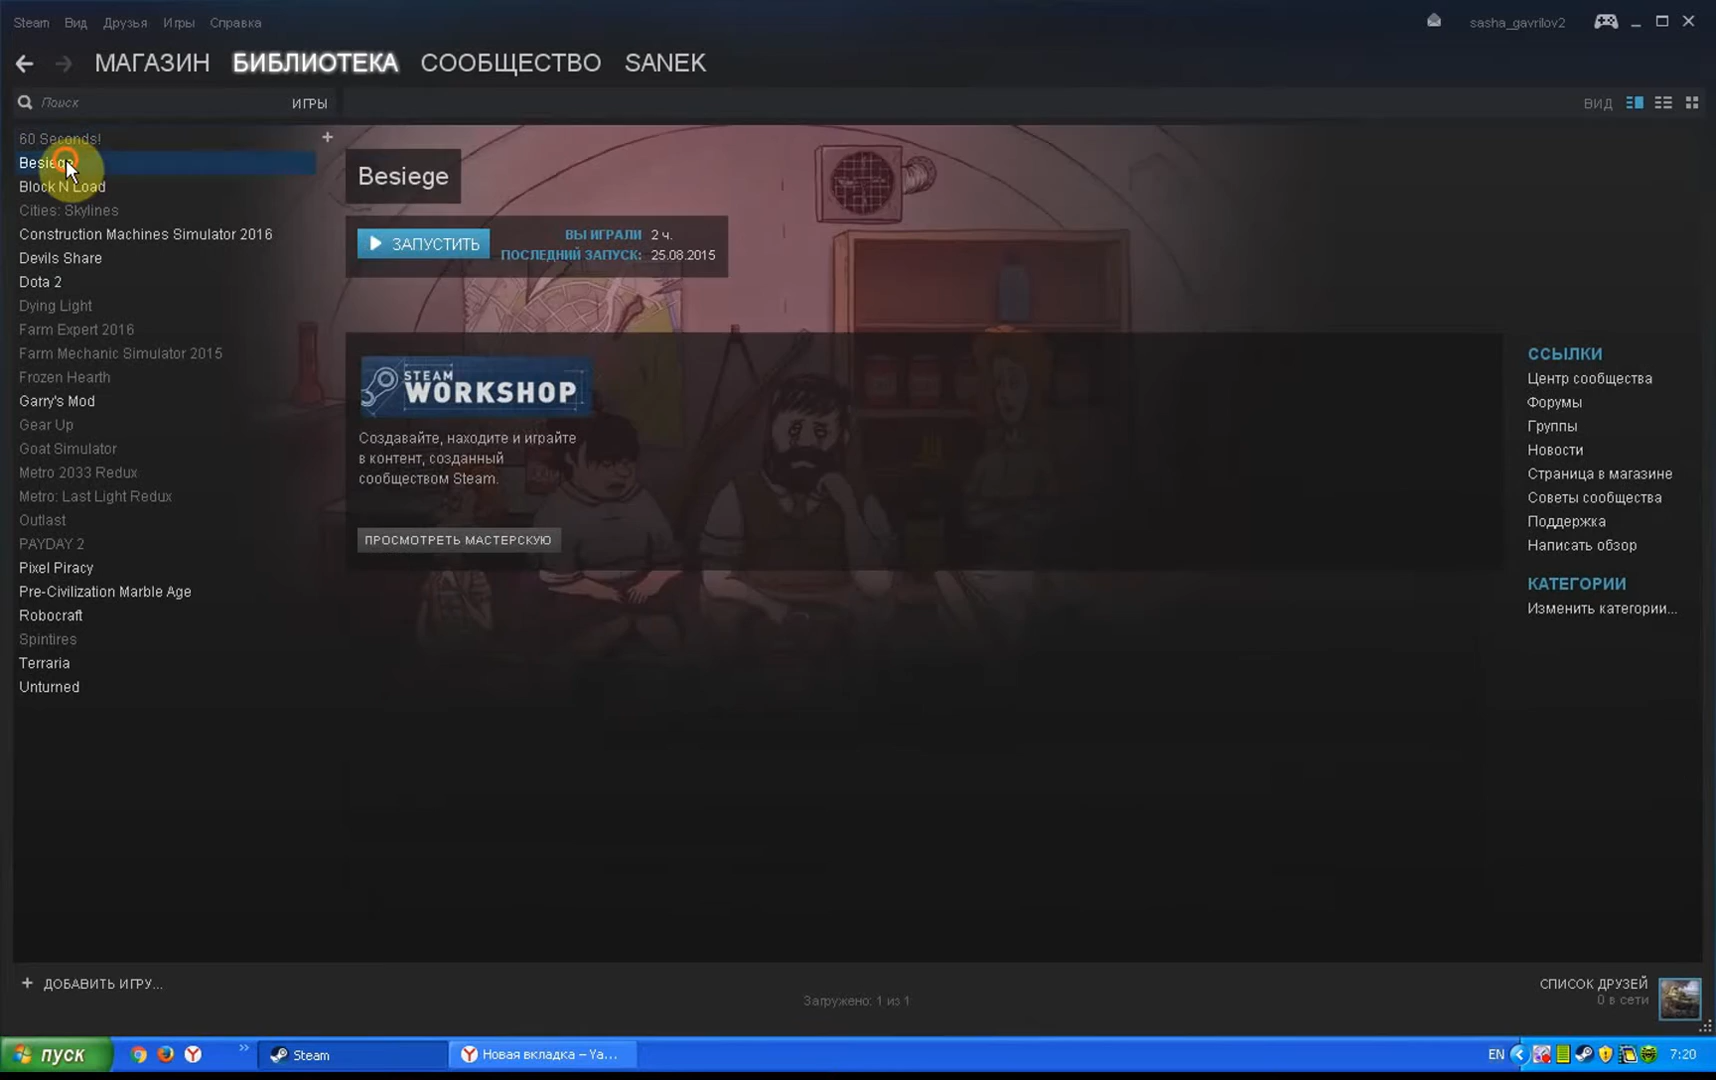 Steam Вид Друзья Игры Справка
sasha_gavrilov2
МАГАЗИН БИБЛИОТЕКА СООБЩЕСТВО SANEK
Поиск ИГРЫ
ВИД
60 Seconds!
Besiege
Block N Load
Cities: Skylines
Construction Machines Simulator 2016
Devils Share
Dota 2
Dying Light
Farm Expert 2016
Farm Mechanic Simulator 2015
Frozen Hearth
Garry's Mod
Gear Up
Goat Simulator
Metro 2033 Redux
Metro: Last Light Redux
Outlast
PAYDAY 2
Pixel Piracy
Pre-Civilization Marble Age
Robocraft
Spintires
Terraria
Unturned
Besiege
ЗАПУСТИТЬ
ВЫ ИГРАЛИ 2 ч.
ПОСЛЕДНИЙ ЗАПУСК: 25.08.2015
STEAM
WORKSHOP
Создавайте, находите и играйте
в контент, созданный
сообществом Steam.
ПРОСМОТРЕТЬ МАСТЕРСКУЮ
ССЫЛКИ
Центр сообщества
Форумы
Группы
Новости
Страница в магазине
Советы сообщества
Поддержка
Написать обзор
КАТЕГОРИИ
Изменить категории...
+ ДОБАВИТЬ ИГРУ...
Загружено: 1 из 1
СПИСОК ДРУЗЕЙ
0 в сети
пуск
Steam
Новая вкладка – Ya...
EN
7:20